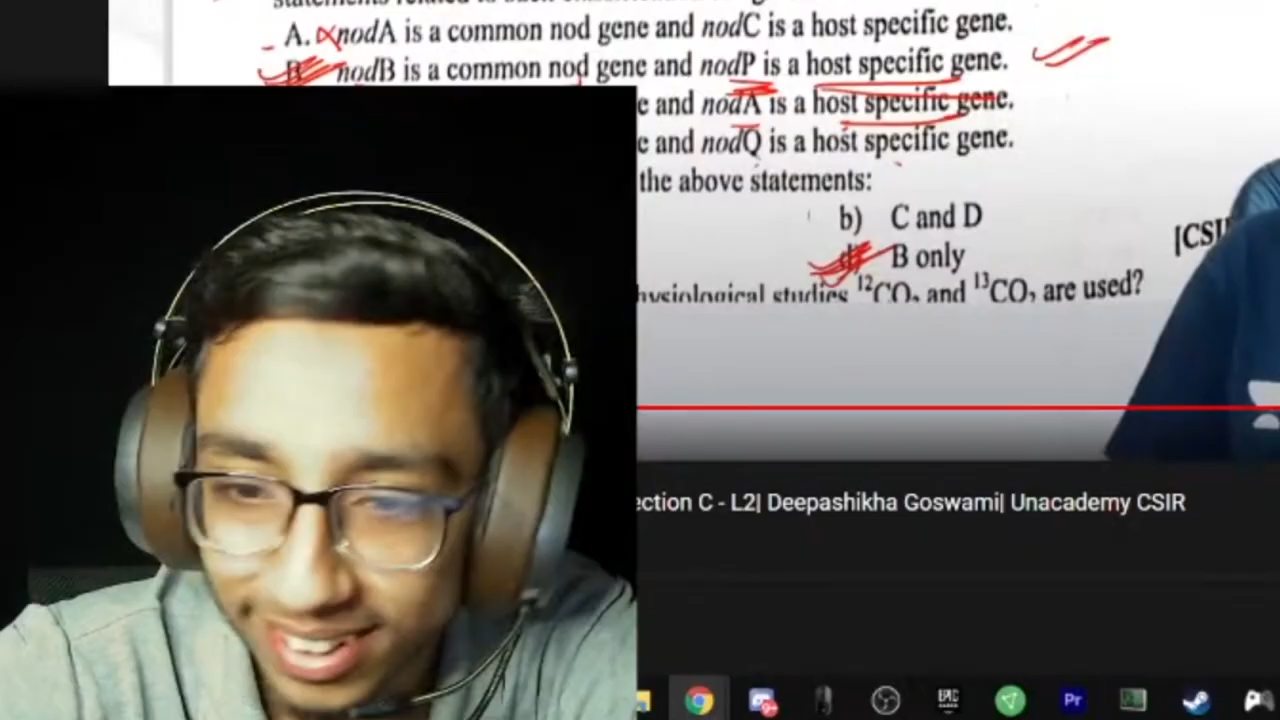 A. nodA is a common nod gene and nodC is a host specific gene.
B nodB is a common nod gene and nodP is a host specific gene.
e and nodA is a host specific gene.
e and nodQ is a host specific gene.
the above statements:
b) C and D
[CSI
d) B only
hysiological studies ¹²CO₂ and ¹³CO₂ are used?
ection C - L2| Deepashikha Goswami| Unacademy CSIR
EPIC
Pr